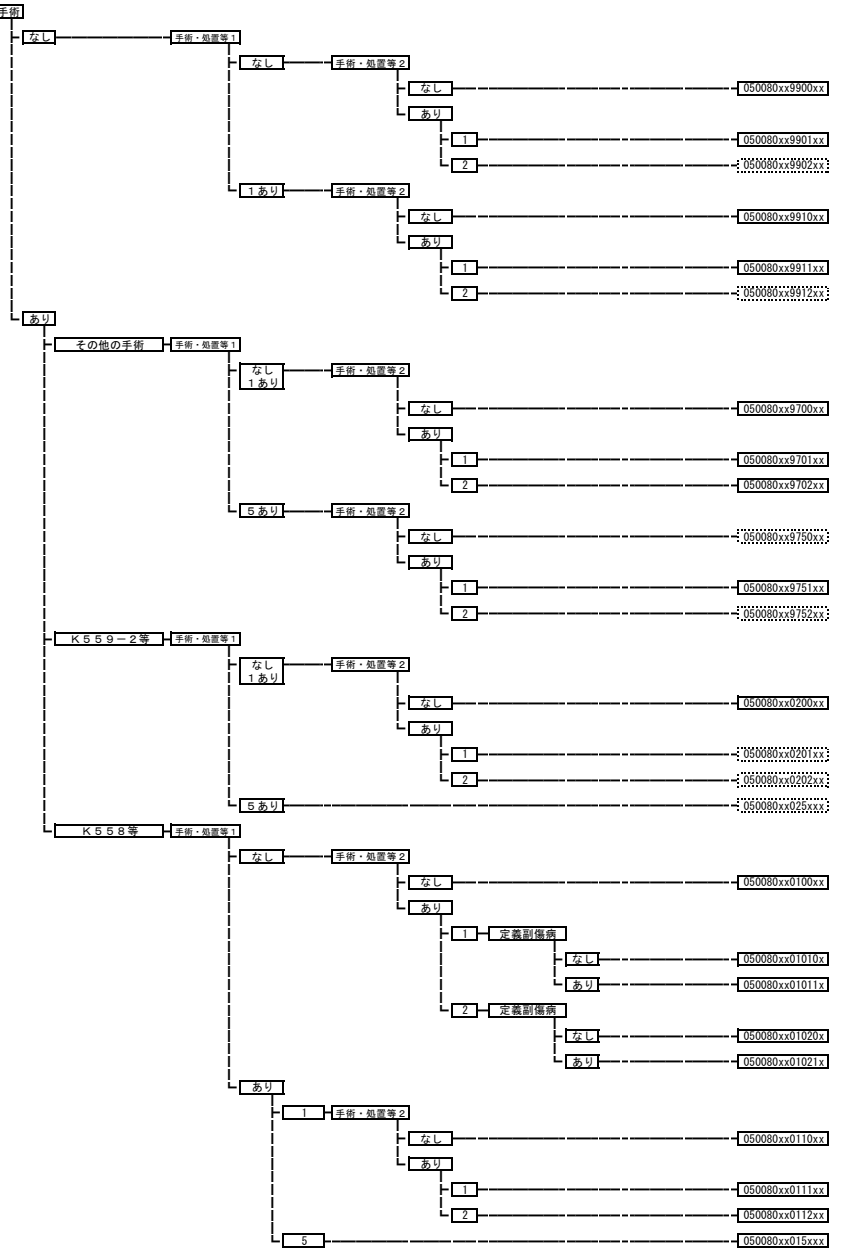 手術
なし 手術・処置等１
なし 手術・処置等２
なし 050080xx9900xx
あり
1 050080xx9901xx
2 050080xx9902xx
１あり 手術・処置等２
なし 050080xx9910xx
あり
1 050080xx9911xx
2 050080xx9912xx
あり
その他の手術 手術・処置等１
なし 手術・処置等２
１あり
なし 050080xx9700xx
あり
1 050080xx9701xx
2 050080xx9702xx
５あり 手術・処置等２
なし 050080xx9750xx
あり
1 050080xx9751xx
2 050080xx9752xx
Ｋ５５９－２等 手術・処置等１
なし 手術・処置等２
１あり
なし 050080xx0200xx
あり
1 050080xx0201xx
2 050080xx0202xx
５あり 050080xx025xxx
Ｋ５５８等 手術・処置等１
なし 手術・処置等２
なし 050080xx0100xx
あり
1 定義副傷病
なし 050080xx01010x
あり 050080xx01011x
2 定義副傷病
なし 050080xx01020x
あり 050080xx01021x
あり
1 手術・処置等２
なし 050080xx0110xx
あり
1 050080xx0111xx
2 050080xx0112xx
5 050080xx015xxx